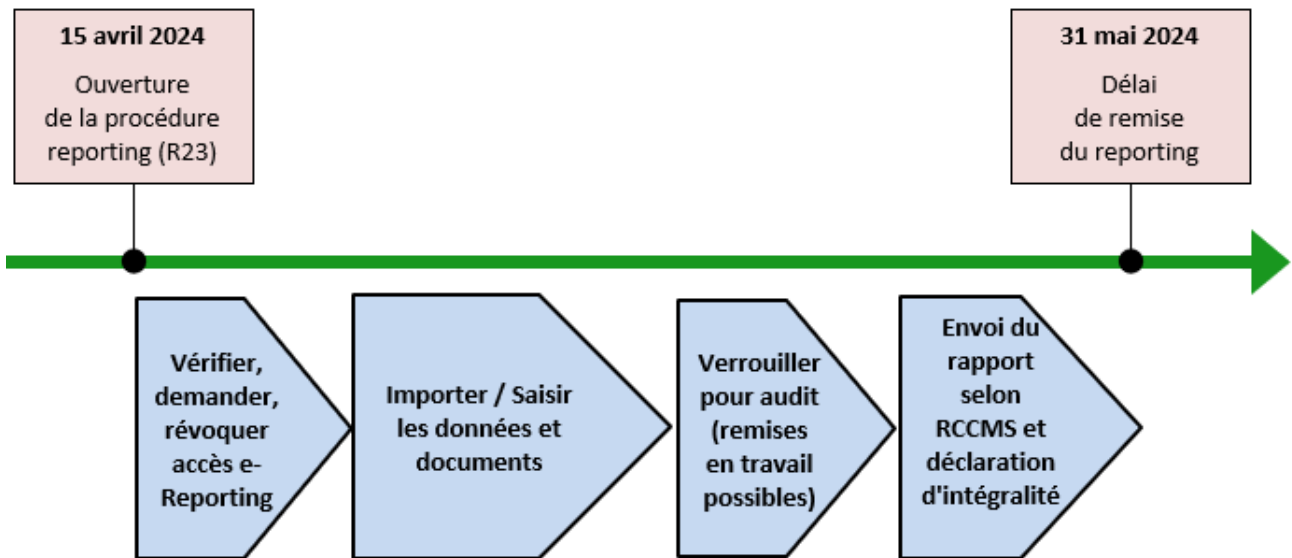 15 avril 2024
Ouverture
de la procédure
reporting (R23)
31 mai 2024
Délai
de remise
du reporting
Vérifier,
demander,
révoquer
accès e-
Reporting
Importer / Saisir
les données et
documents
Verrouiller
pour audit
(remises
en travail
possibles)
Envoi du
rapport
selon
RCCMS et
déclaration
d'intégralité